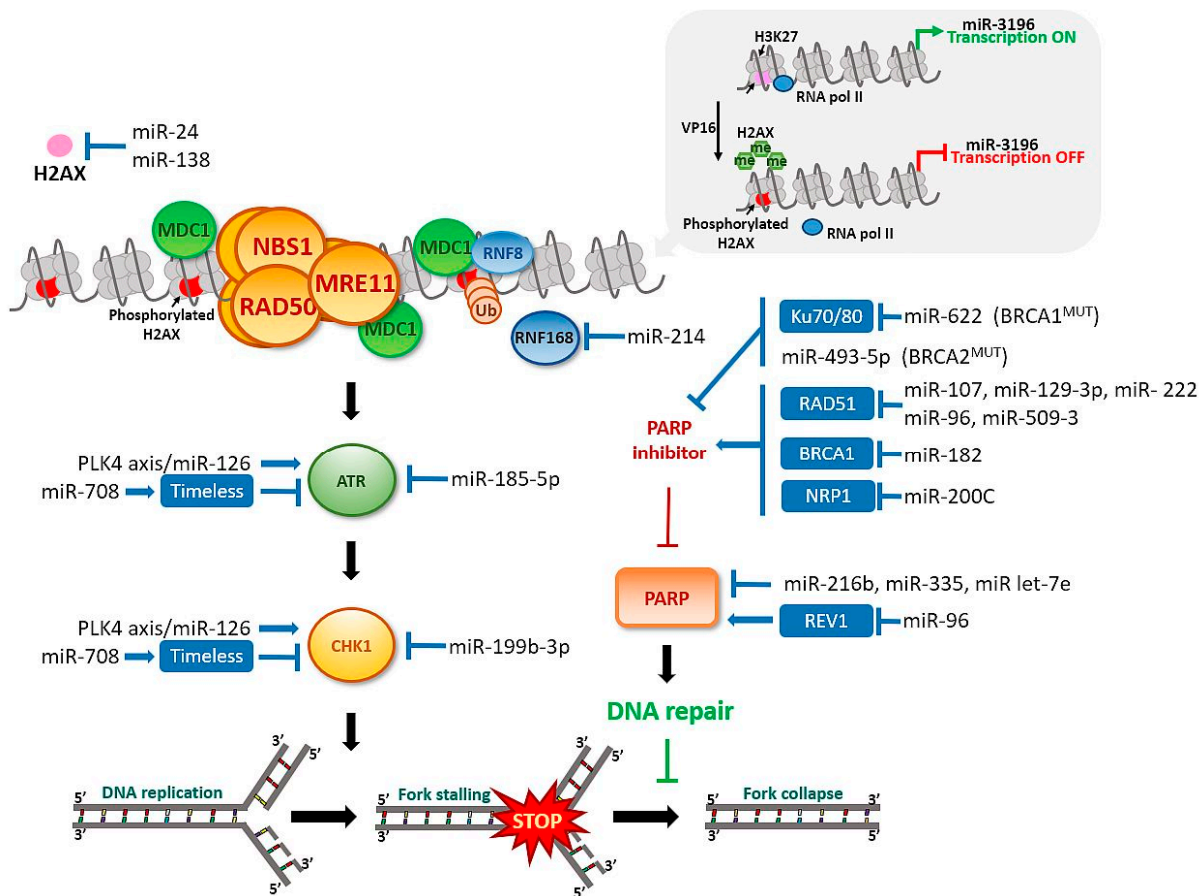 H3K27
miR-3196
Transcription ON
RNA pol II
VP16
H2AX
me
me
me
miR-3196
Transcription OFF
Phosphorylated
H2AX
RNA pol II
miR-24
miR-138
H2AX
MDC1
NBS1
RAD50
MRE11
MDC1
MDC1
RNF8
Ub
Phosphorylated
H2AX
RNF168
miR-214
Ku70/80
miR-622 (BRCA1MUT)
miR-493-5p (BRCA2MUT)
RAD51
miR-107, miR-129-3p, miR- 222
miR-96, miR-509-3
PARP
inhibitor
BRCA1
miR-182
NRP1
miR-200C
PLK4 axis/miR-126
miR-708
Timeless
ATR
miR-185-5p
PARP
miR-216b, miR-335, miR let-7e
REV1
miR-96
PLK4 axis/miR-126
miR-708
Timeless
CHK1
miR-199b-3p
DNA repair
3’
5’
5’
DNA replication
3’
3’
5’
3’
5’
5’
Fork stalling
STOP
3’
3’
5’
5’
Fork collapse
3’
3’
5’